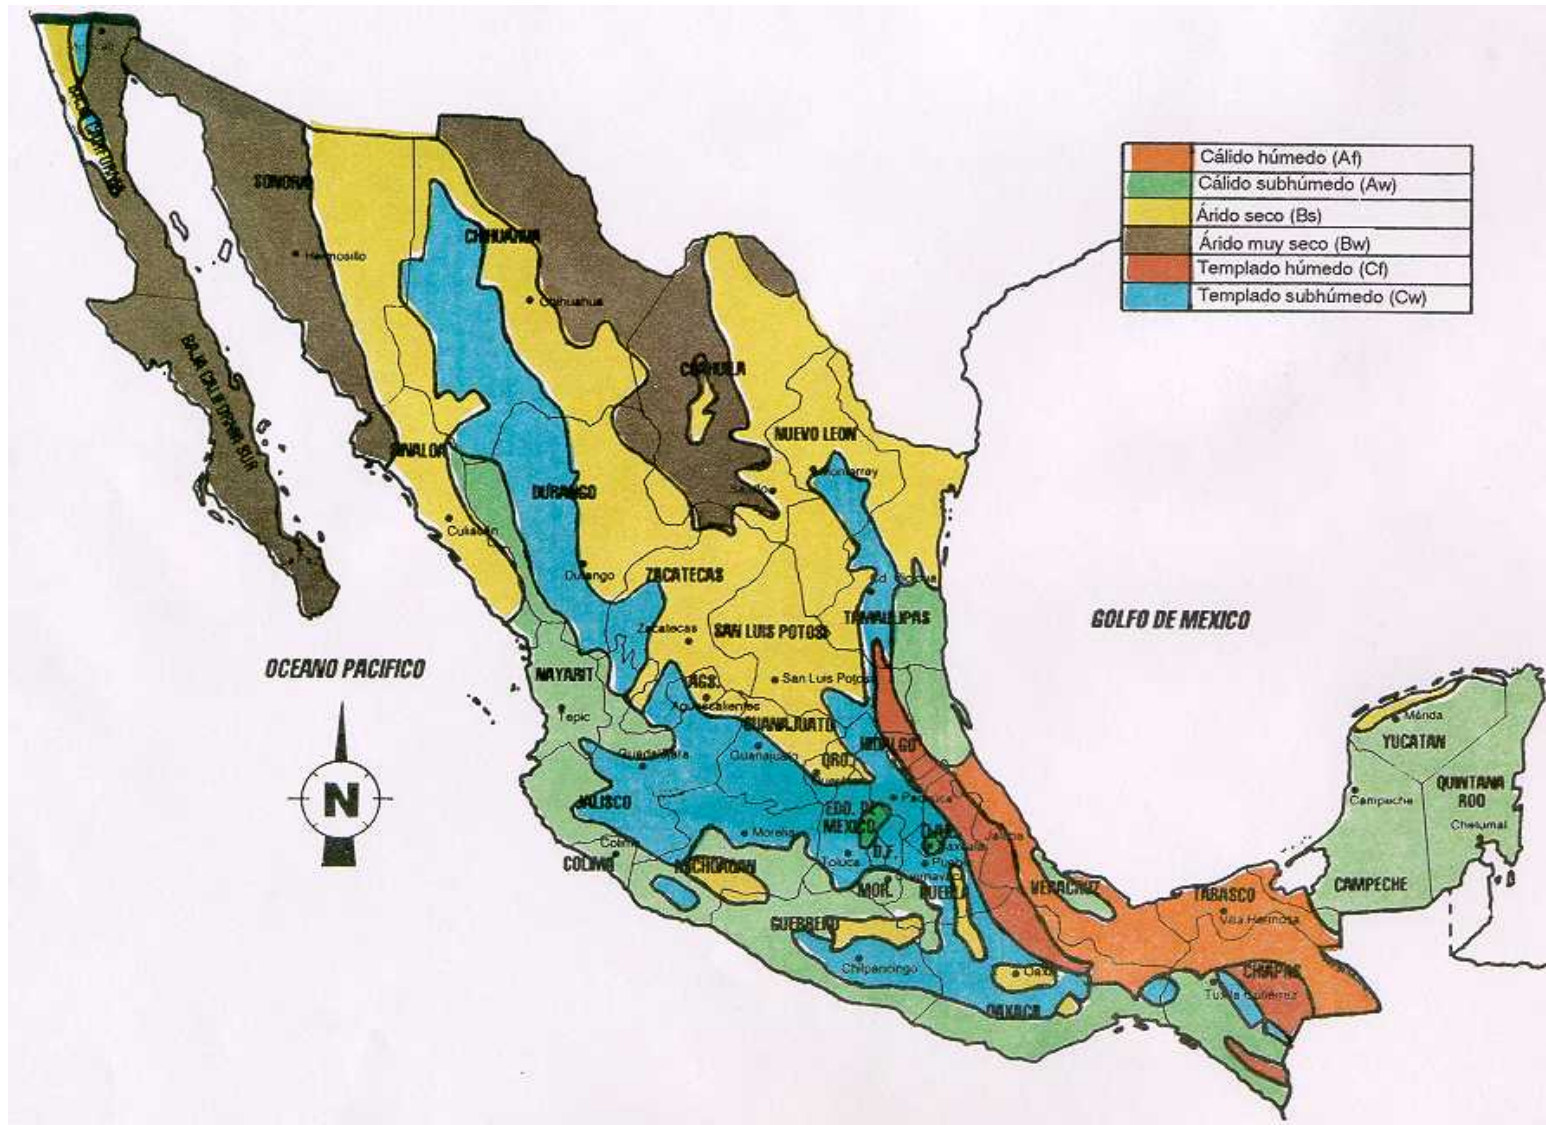 Cálido húmedo (Af)
Cálido subhúmedo (Aw)
Árido seco (Bs)
Árido muy seco (Bw)
Templado húmedo (Cf)
Templado subhúmedo (Cw)
BAJA CALIFORNIA
SONORA
Hermosillo
CHIHUAHUA
Chihuahua
COAHUILA
BAJA CALIFORNIA SUR
NUEVO LEON
Monterrey
SINALOA
Culiacán
DURANGO
Durango
ZACATECAS
Zacatecas
SAN LUIS POTOSI
San Luis Potosí
TAMAULIPAS
GOLFO DE MEXICO
OCEANO PACIFICO
NAYARIT
Tepic
AGS.
Aguascalientes
GUANAJUATO
Guanajuato
HIDALGO
QRO.
Guadalajara
Pachuca
JALISCO
EDO. DE
MEXICO
Morelia
D.F.
Toluca
Jalapa
COLIMA
Colima
MICHOACAN
MOR.
PUEBLA
VERACRUZ
GUERRERO
Chilpancingo
OAXACA
TABASCO
Villa Hermosa
CHIAPAS
Tuxtla Gutiérrez
Mérida
YUCATAN
QUINTANA
ROO
Campeche
Chetumal
CAMPECHE
N